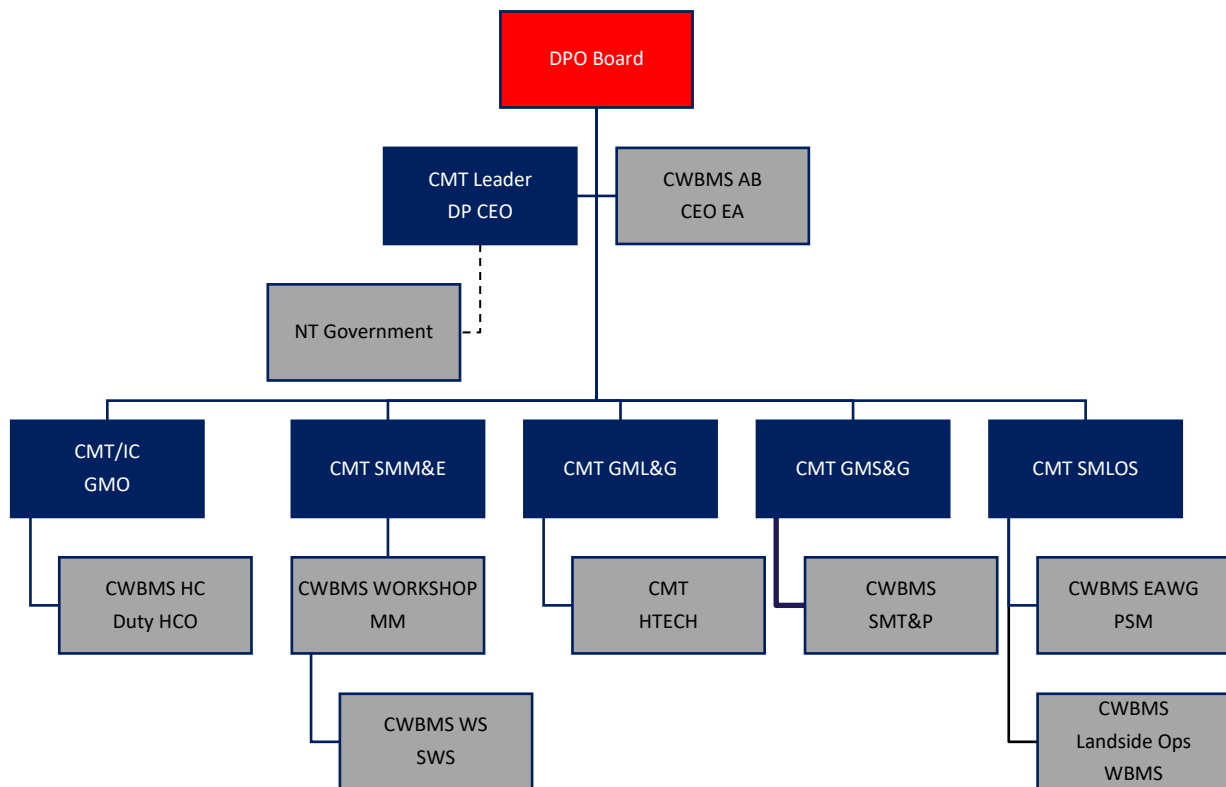 DPO Board
CMT Leader
DP CEO
CWBMS AB
CEO EA
NT Government
CMT/IC
GMO
CMT SMM&E
CMT GML&G
CMT GMS&G
CMT SMLOS
CWBMS HC
Duty HCO
CWBMS WORKSHOP
MM
CMT
HTECH
CWBMS
SMT&P
CWBMS EAWG
PSM
CWBMS WS
SWS
CWBMS
Landside Ops
WBMS